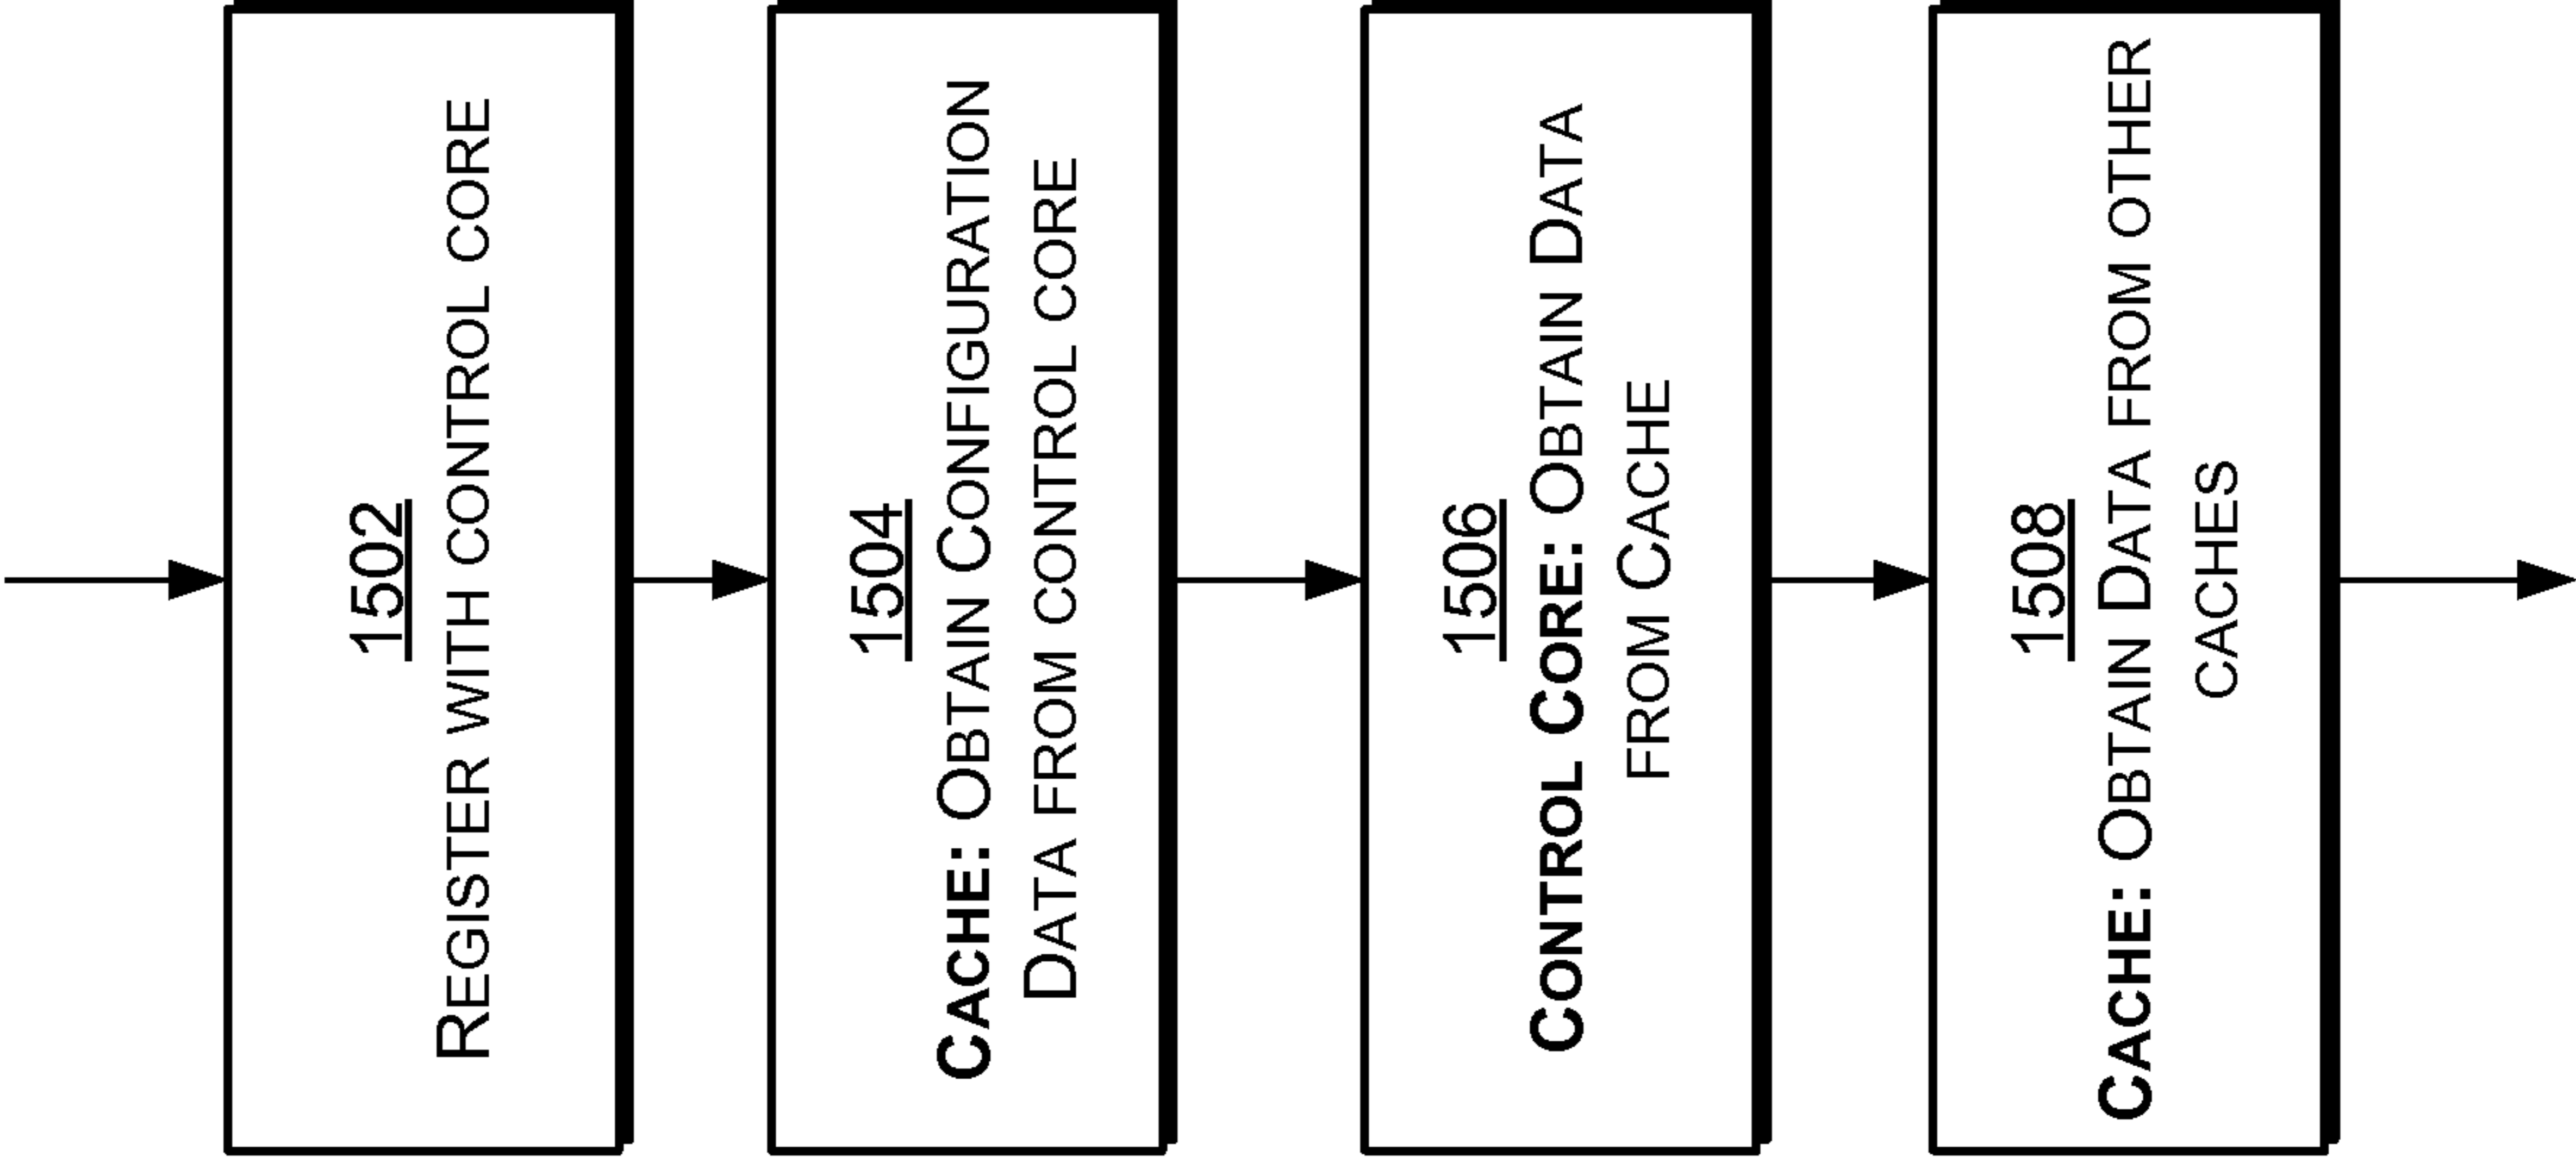 1502
REGISTER WITH CONTROL CORE
1504
CACHE: OBTAIN CONFIGURATION
DATA FROM CONTROL CORE
1506
CONTROL CORE: OBTAIN DATA
FROM CACHE
1508
CACHE: OBTAIN DATA FROM OTHER
CACHES